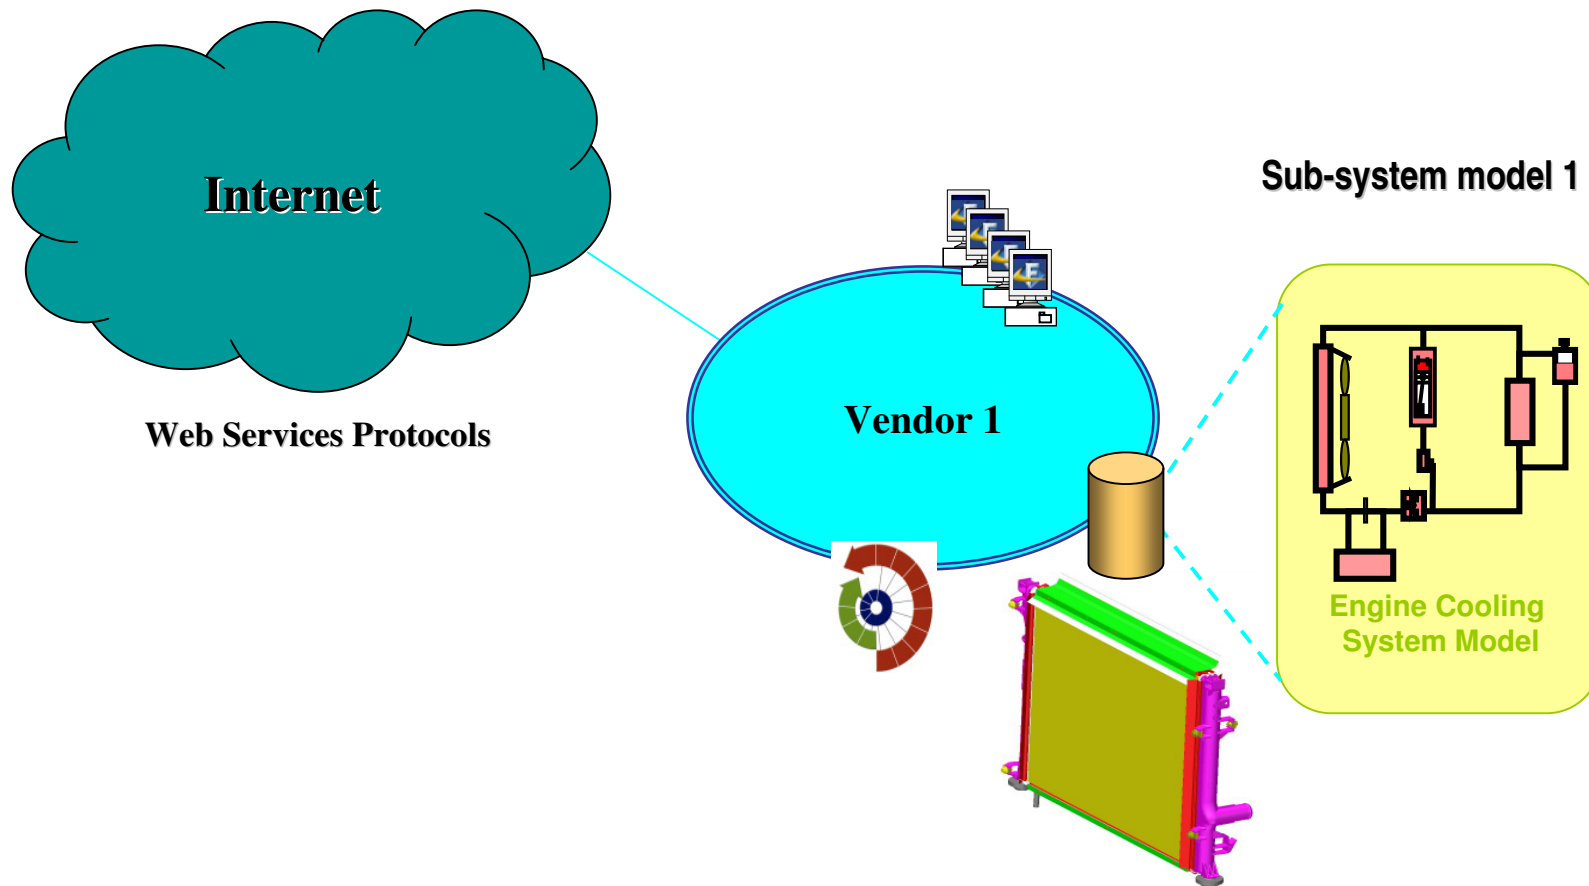 Internet
Web Services Protocols
Sub-system model 1
Vendor 1
Engine Cooling
System Model